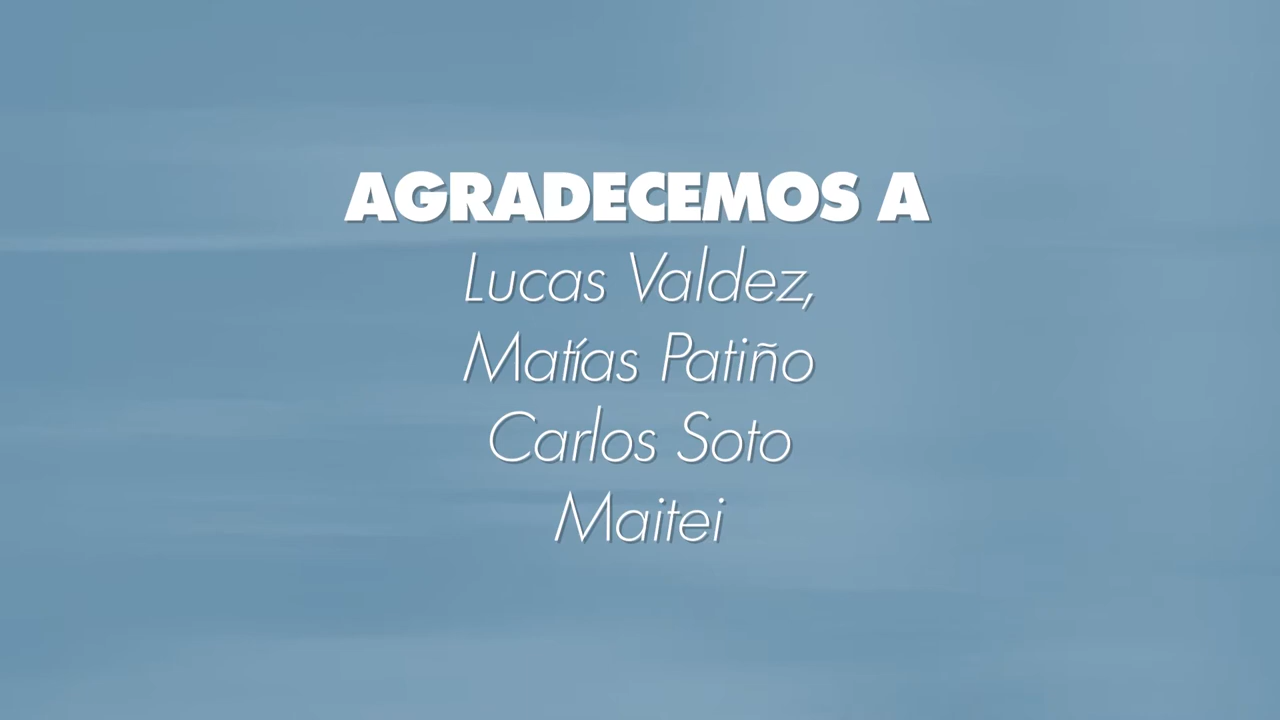 AGRADECEMOS A
Lucas Valdez,
Matías Patiño
Carlos Soto
Maitei